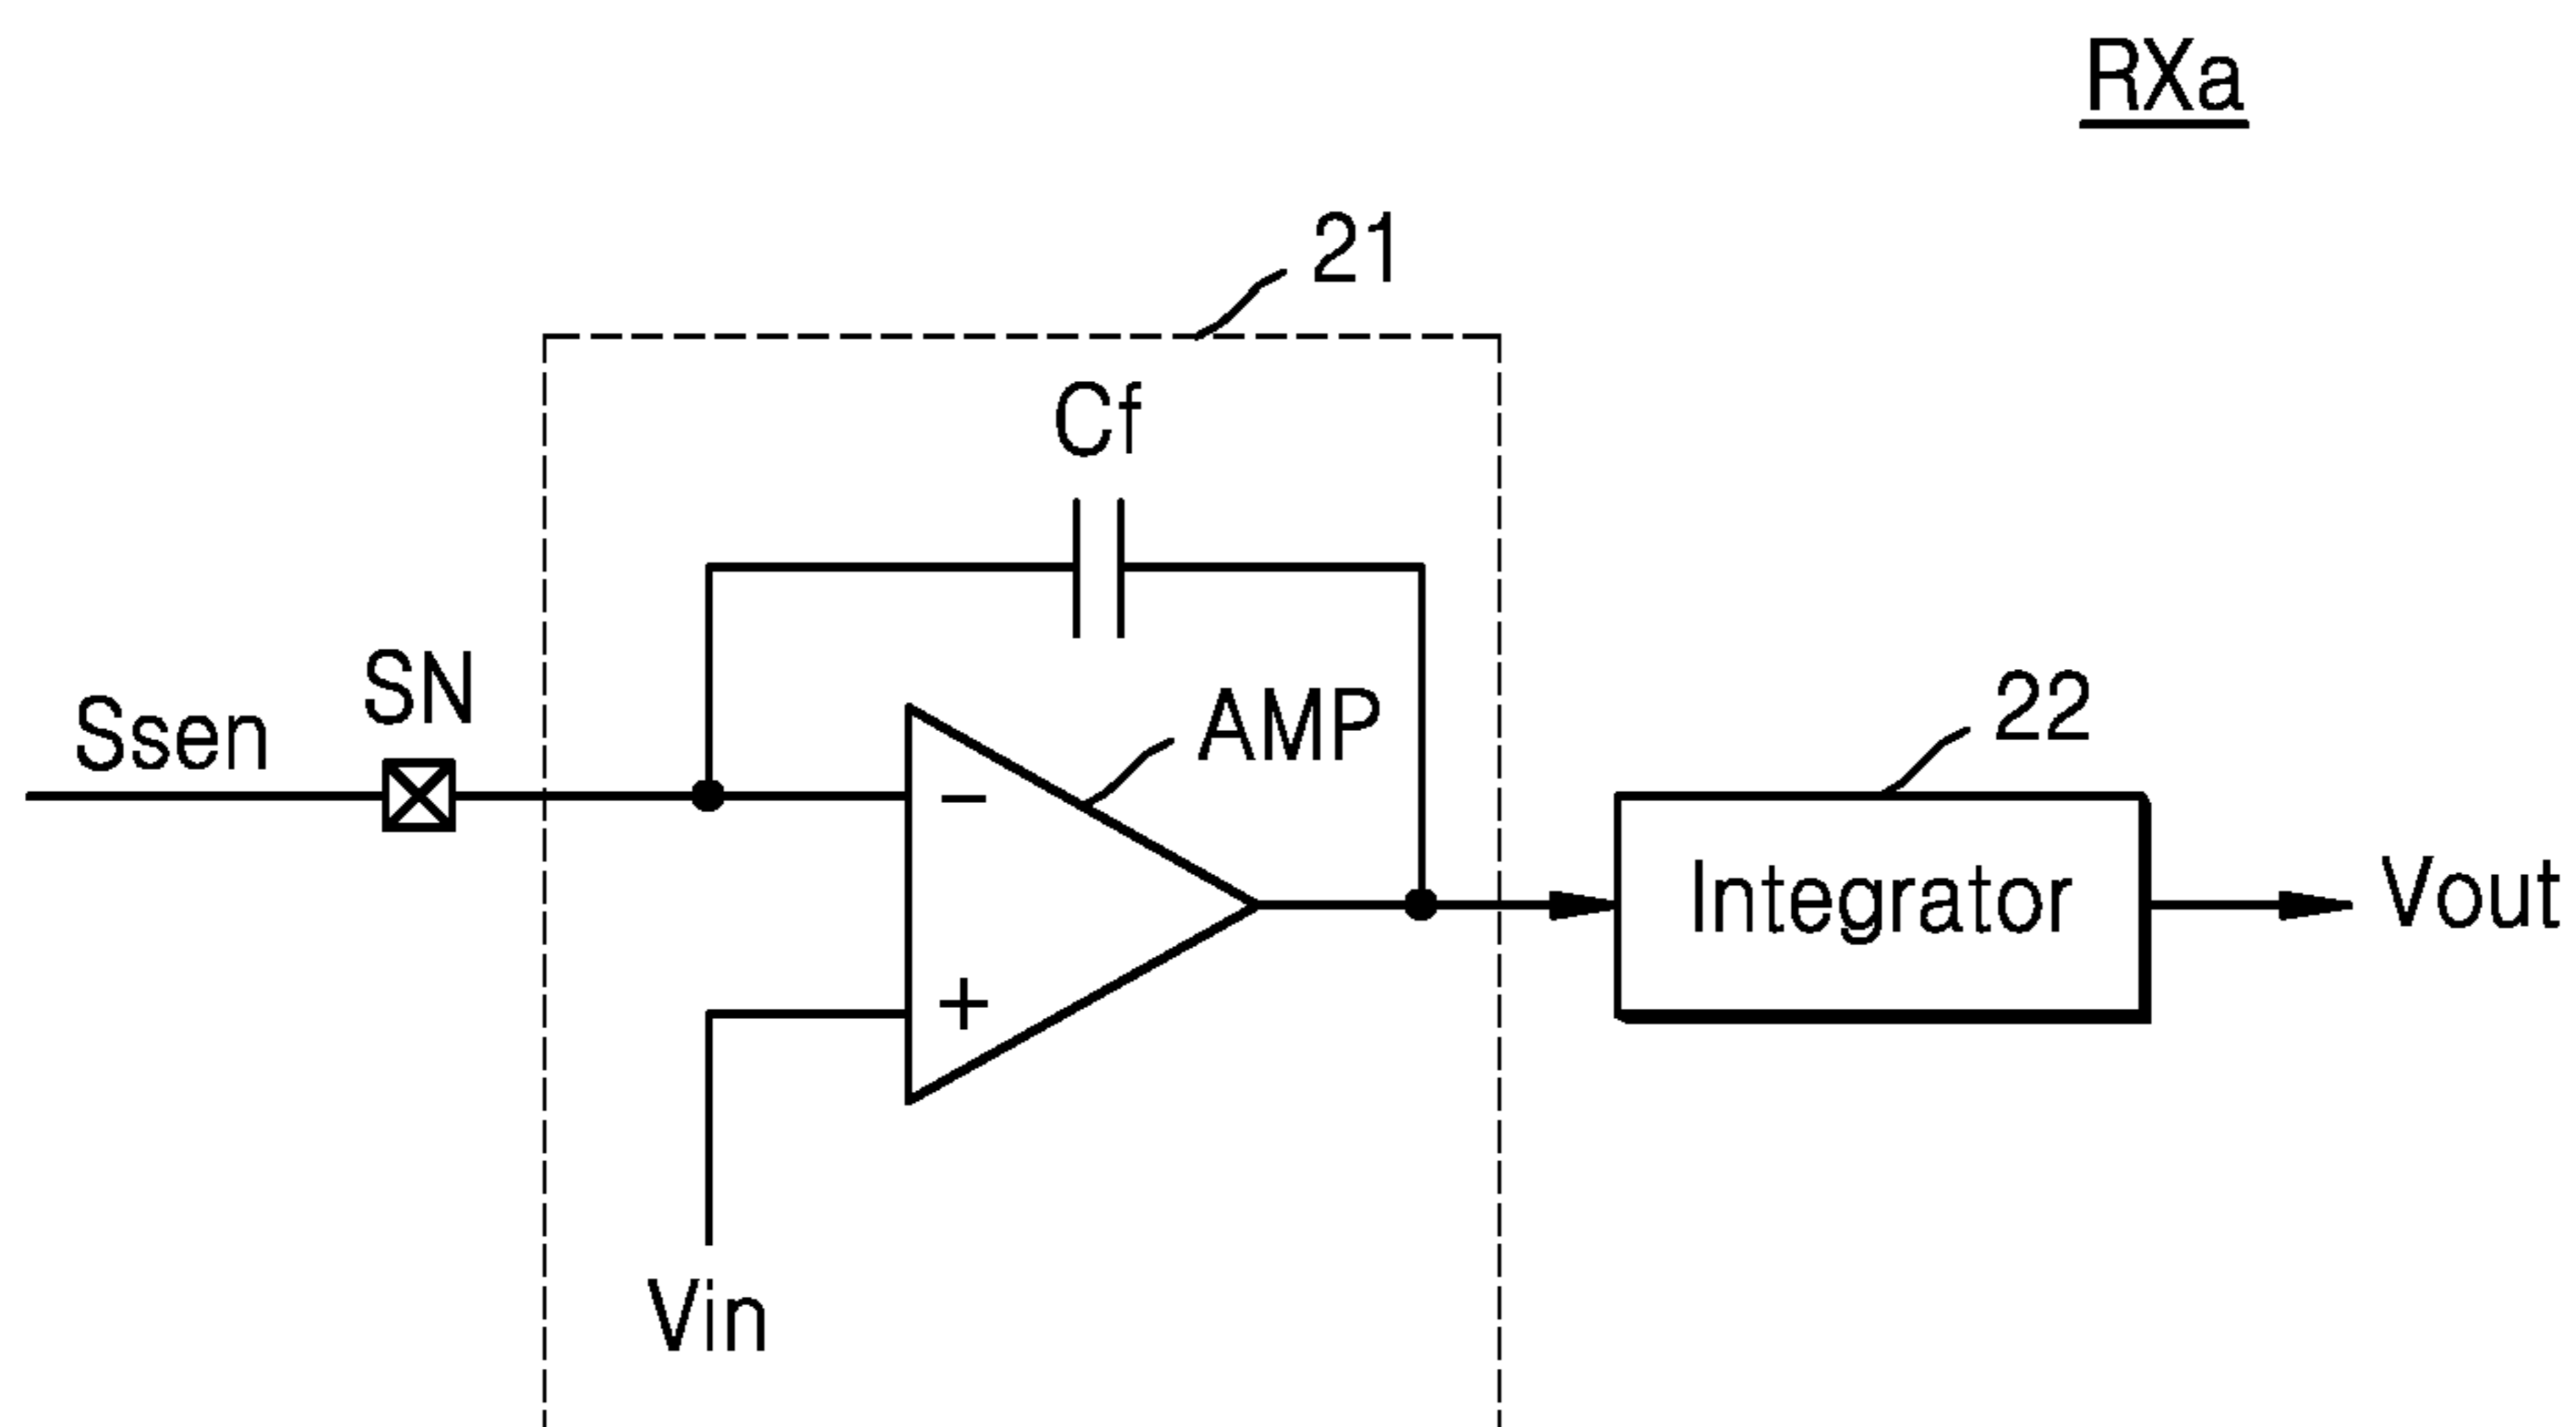 RXa
21
Cf
SN
Ssen
AMP
22
−
Integrator
Vout
+
Vin